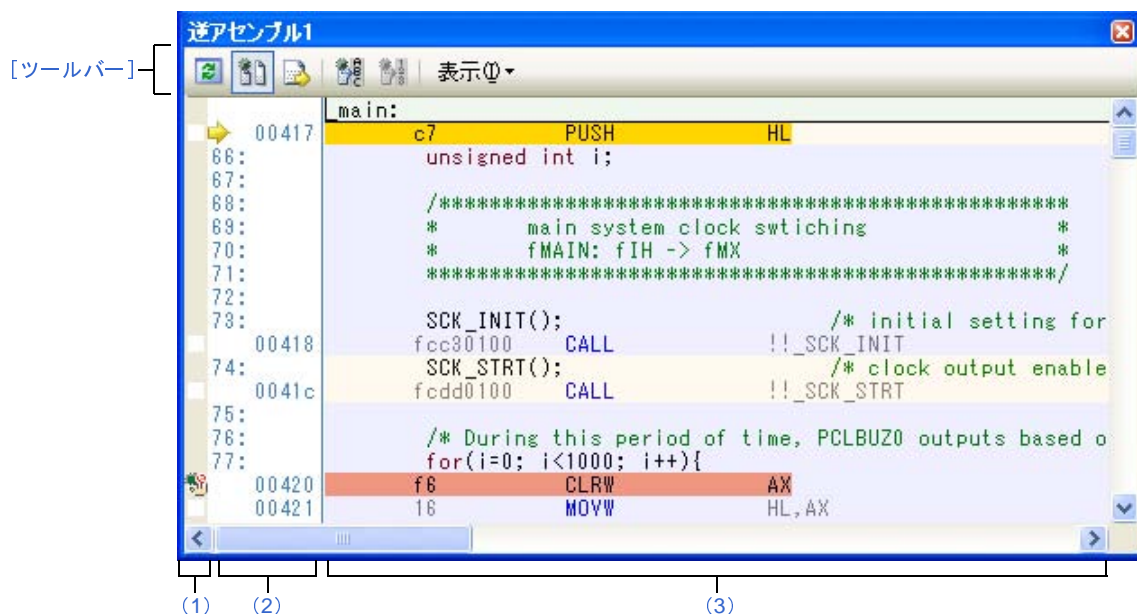 逆アセンブル1
[ツールバー]
表示(I)
_main:
00417 c7 PUSH HL
66: unsigned int i;
67:
68: /**************************************************
69: * main system clock swtiching *
70: * fMAIN: fIH -> fMX *
71: **************************************************/
72:
73: SCK_INIT(); /* initial setting for
00418 fcc30100 CALL !!_SCK_INIT
74: SCK_STRT(); /* clock output enable
0041c fcdd0100 CALL !!_SCK_STRT
75:
76: /* During this period of time, PCLBUZ0 outputs based o
77: for(i=0; i<1000; i++){
00420 f6 CLRW AX
00421 16 MOVW HL,AX
(1) (2) (3)